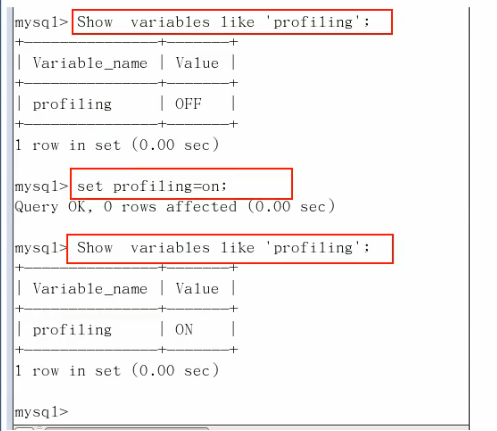 mysql> Show  variables like 'profiling';
+---------------+-------+
| Variable_name | Value |
+---------------+-------+
| profiling     | OFF   |
+---------------+-------+
1 row in set (0.00 sec)
mysql> set profiling=on;
Query OK, 0 rows affected (0.00 sec)
mysql> Show  variables like 'profiling';
+---------------+-------+
| Variable_name | Value |
+---------------+-------+
| profiling     | ON    |
+---------------+-------+
1 row in set (0.00 sec)
mysql>